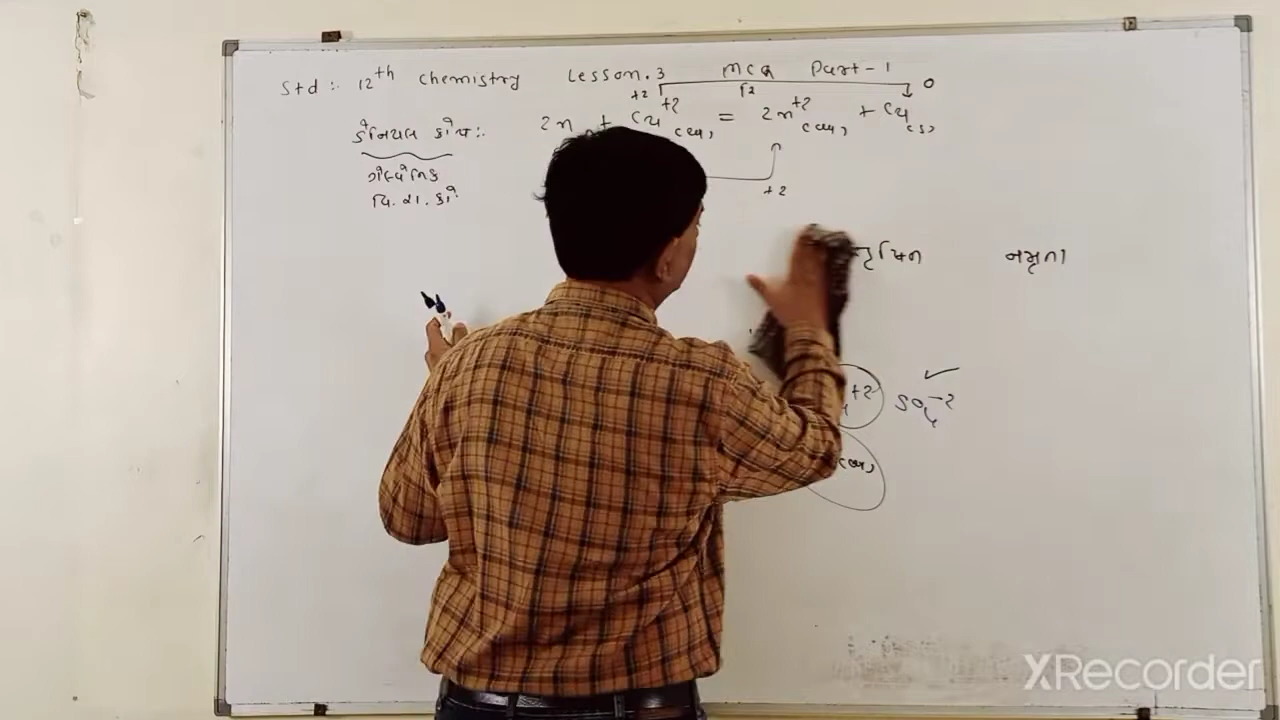 Std :- 12th Chemistry Lesson.3 MCQ Part-1
+2 0
ડેનિયલ કોષ:- Zn + Cu+2(aq) = Zn+2(aq) + Cu(s)
ગેલ્વેનિક
વિ. રા. કોષ
+2
નમૂના
+2 SO4-2
(aq)
XRecorder